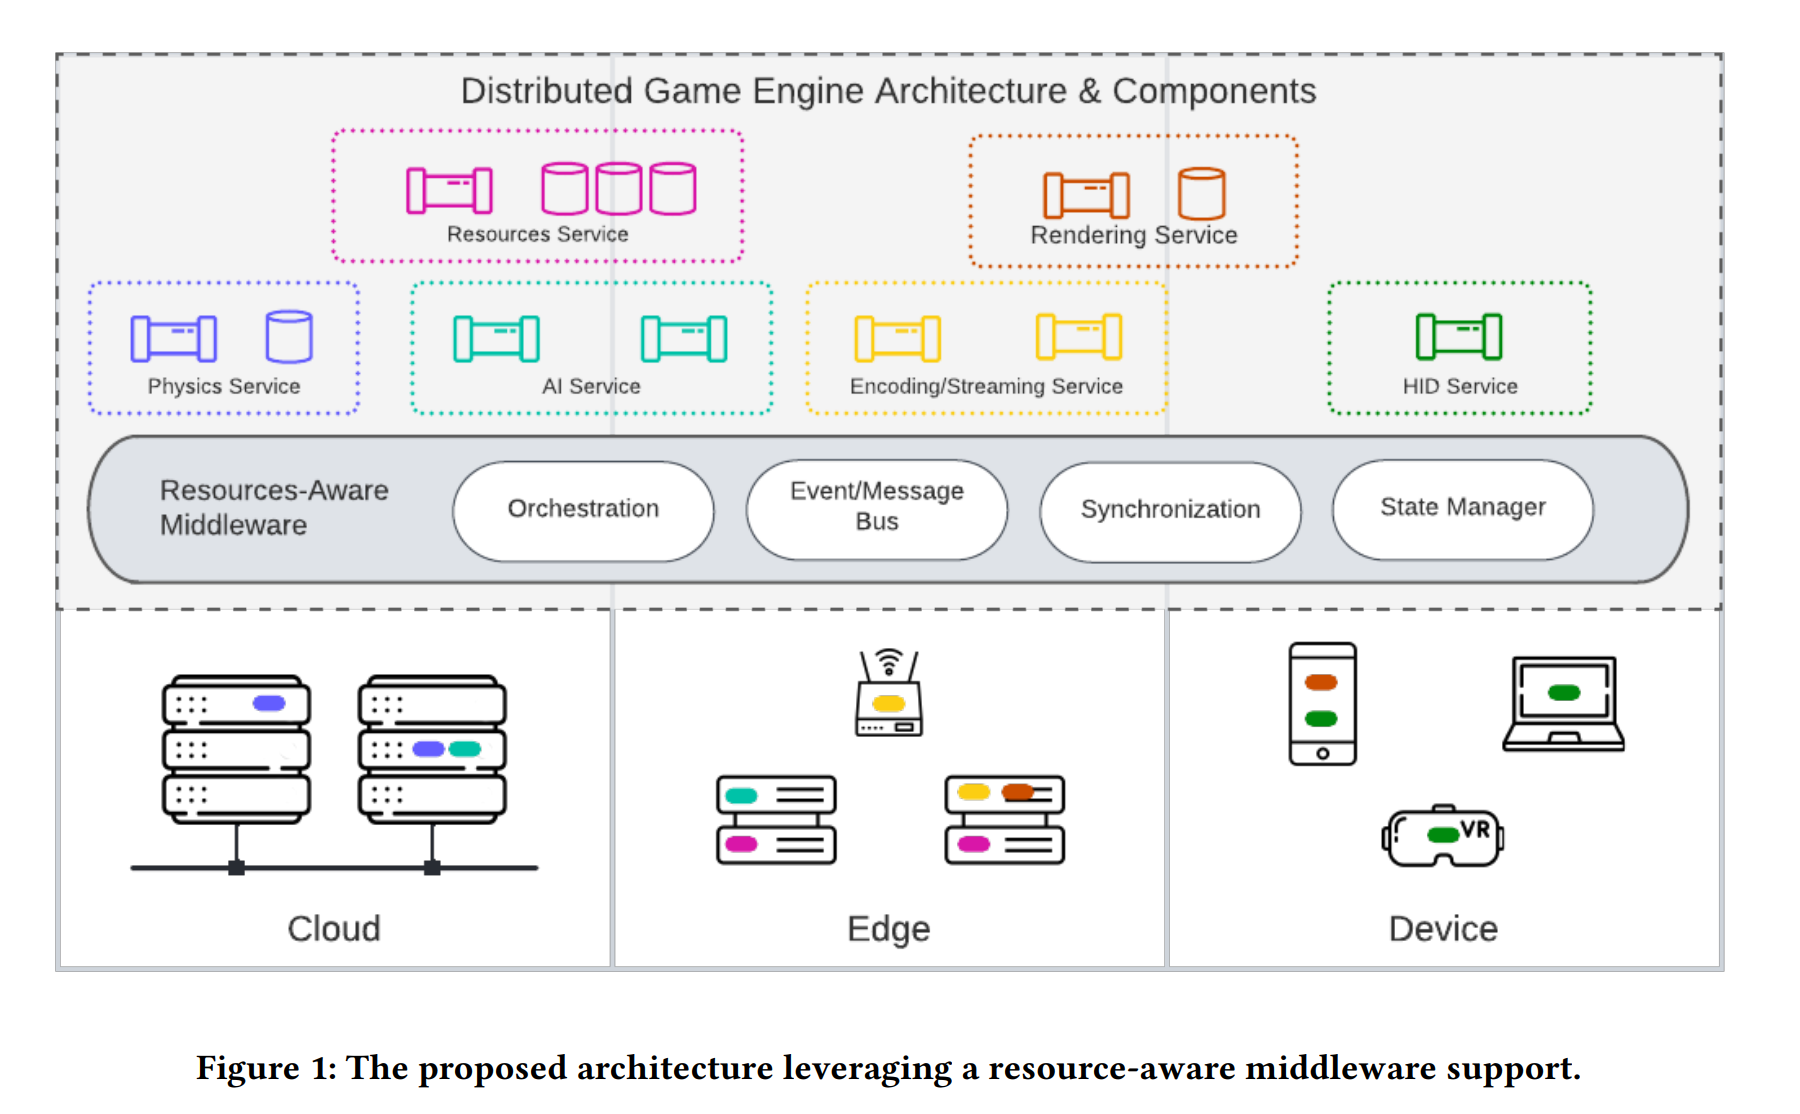 Distributed Game Engine Architecture & Components
Resources Service
Rendering Service
Physics Service
AI Service
Encoding/Streaming Service
HID Service
Resources-Aware
Middleware
Orchestration
Event/Message
Bus
Synchronization
State Manager
VR
Cloud
Edge
Device
Figure 1: The proposed architecture leveraging a resource-aware middleware support.